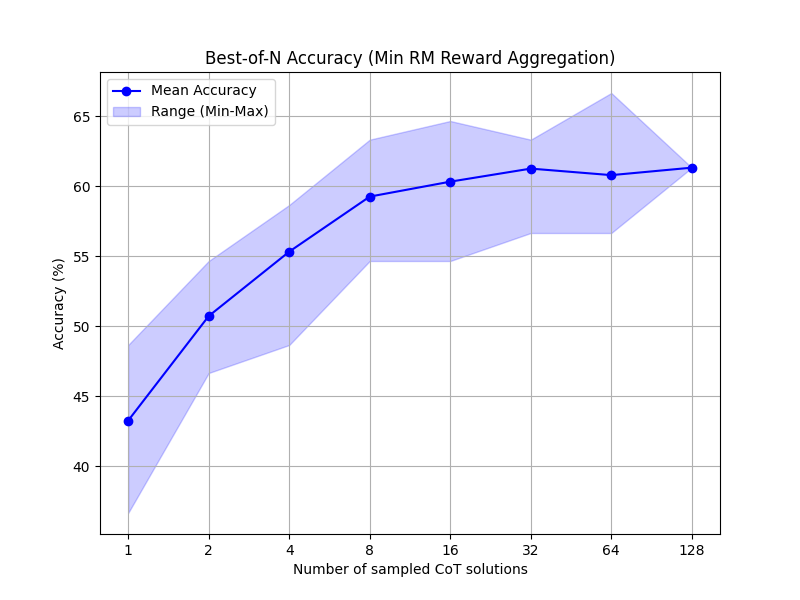 Best-of-N Accuracy (Min RM Reward Aggregation)
Mean Accuracy
Range (Min-Max)
Accuracy (%)
65
60
55
50
45
40
1 2 4 8 16 32 64 128
Number of sampled CoT solutions